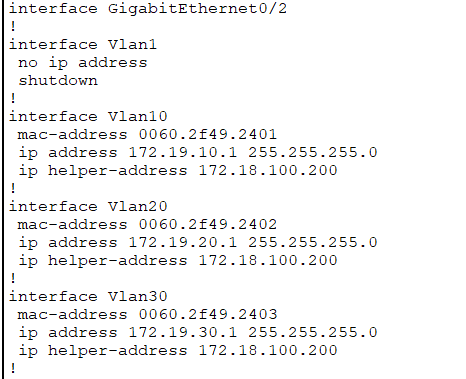 interface GigabitEthernet0/2
!
interface Vlan1
 no ip address
 shutdown
!
interface Vlan10
 mac-address 0060.2f49.2401
 ip address 172.19.10.1 255.255.255.0
 ip helper-address 172.18.100.200
!
interface Vlan20
 mac-address 0060.2f49.2402
 ip address 172.19.20.1 255.255.255.0
 ip helper-address 172.18.100.200
!
interface Vlan30
 mac-address 0060.2f49.2403
 ip address 172.19.30.1 255.255.255.0
 ip helper-address 172.18.100.200
!